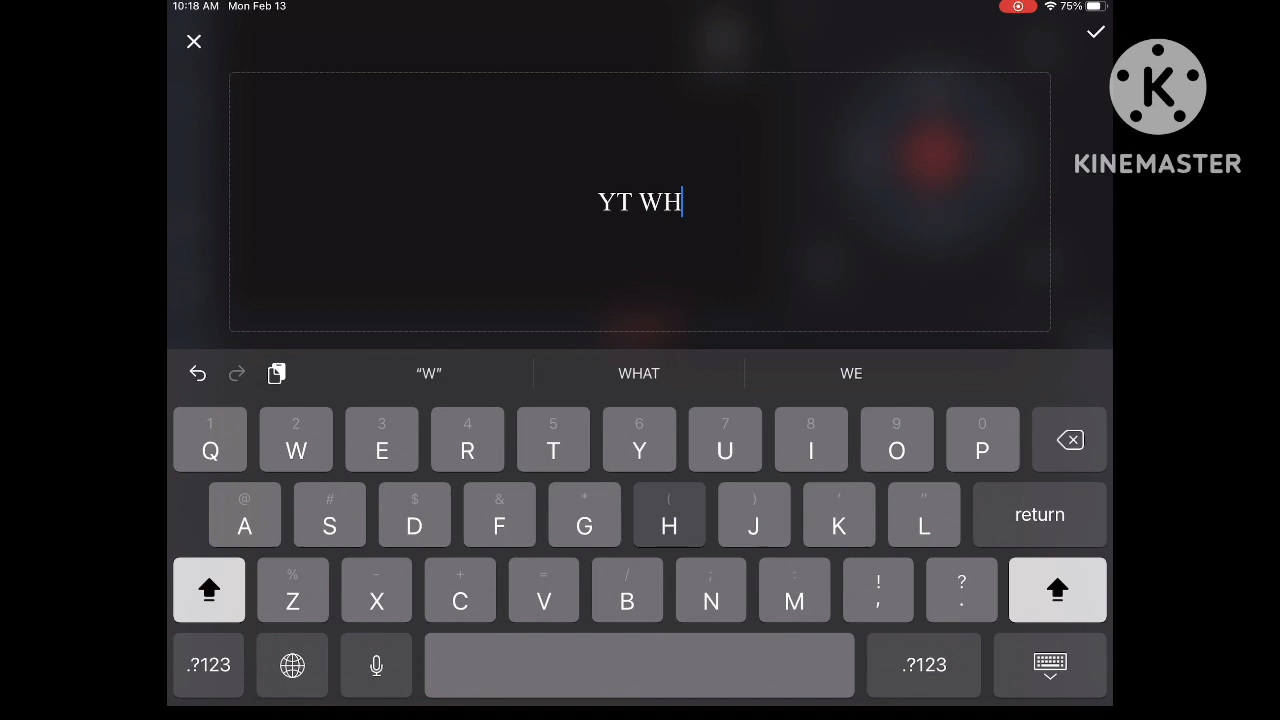 10:18 AM Mon Feb 13
75%
K
KINEMASTER
YT WH
“W” WHAT WE
1 2 3 4 5 6 7 8 9 0
Q W E R T Y U I O P
@ # $ & * ( ) ' "
A S D F G H J K L return
% - + = / ; : ! ?
Z X C V B N M , .
.?123 .?123